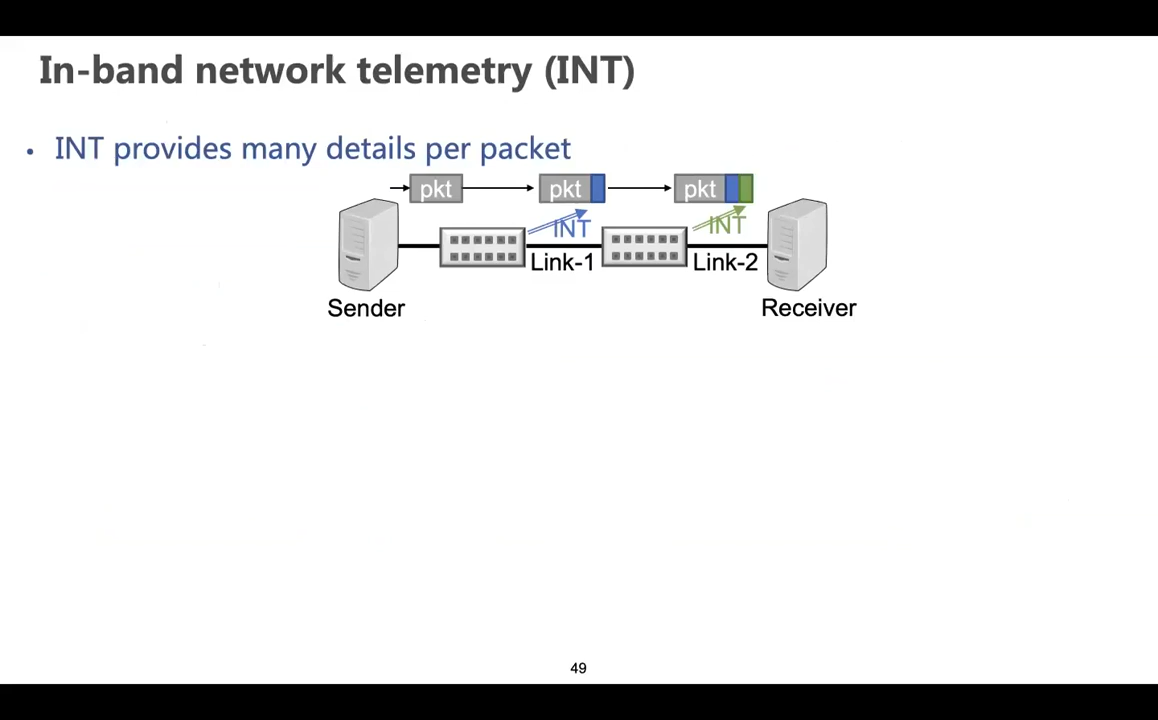 In-band network telemetry (INT)
• INT provides many details per packet
pkt pkt pkt
INT INT
Link-1 Link-2
Sender Receiver
49